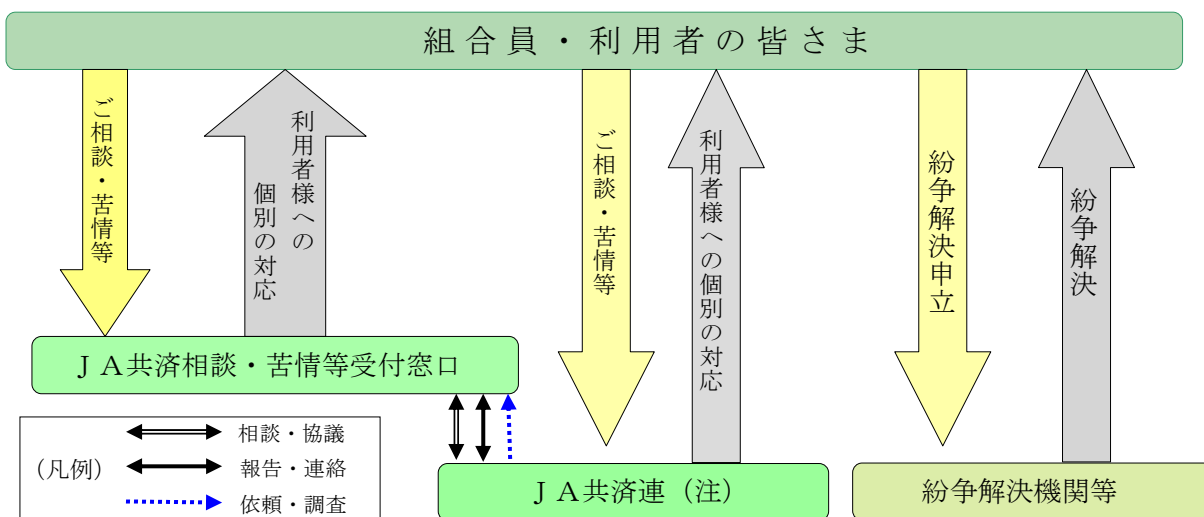 組合員・利用者の皆さま
ご相談・苦情等
利用者様への
個別の対応
ご相談・苦情等
利用者様への個別の対応
紛争解決申立
紛争解決
ＪＡ共済相談・苦情等受付窓口
(凡例)
相談・協議
報告・連絡
依頼・調査
ＪＡ共済連（注）
紛争解決機関等